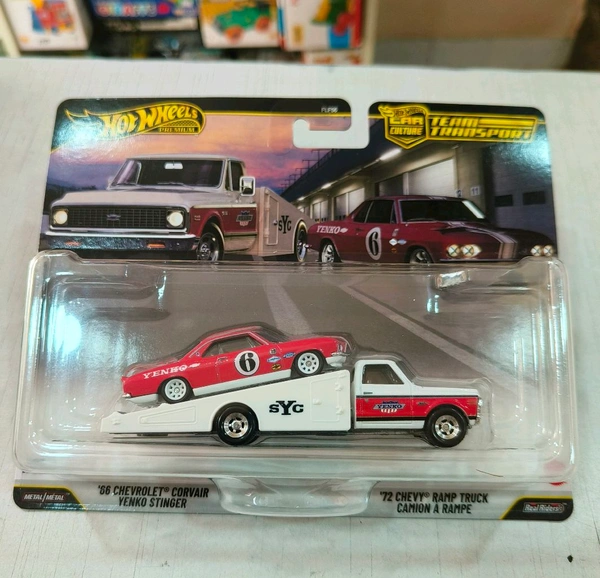 HOT WHEELS
PREMIUM
CAR
CULTURE
TEAM
TRANSPORT
SYC
YENKO
6
YENKO
6
SYC
YENKO
METAL/MÉTAL
'66 CHEVROLET® CORVAIR
YENKO STINGER
'72 CHEVY® RAMP TRUCK
CAMION À RAMPE
Real Riders®